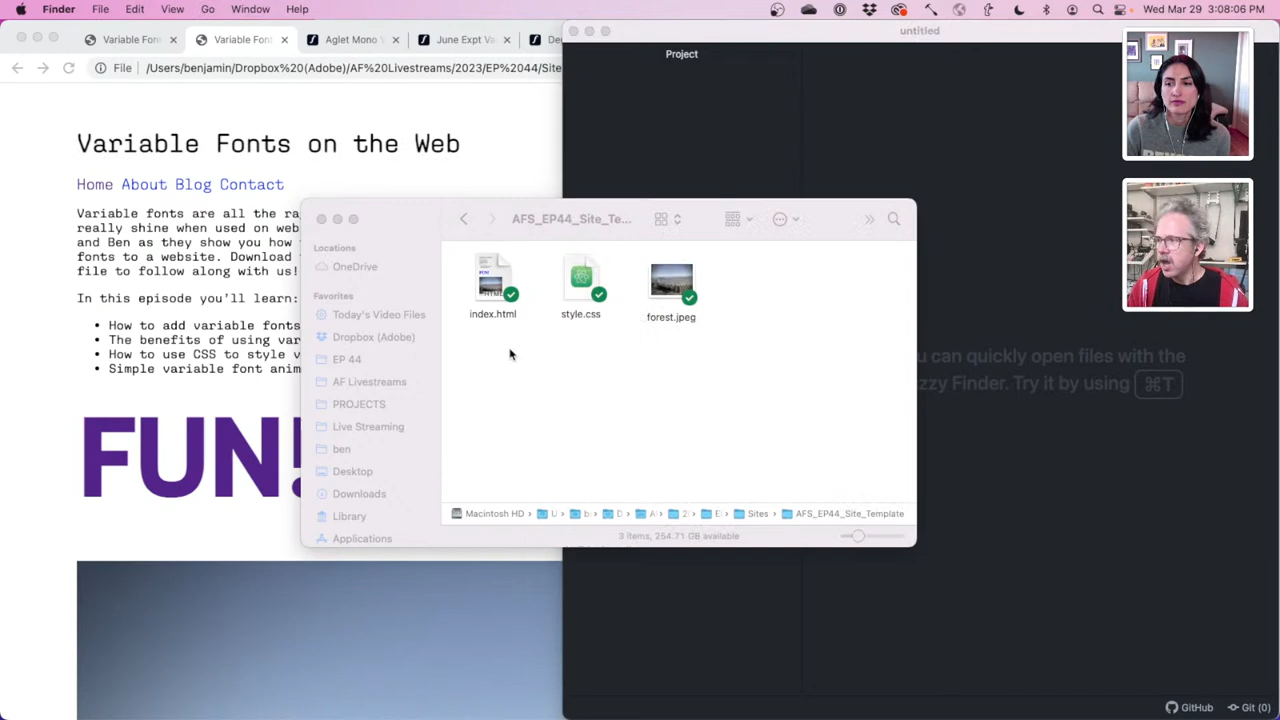 Finder File Edit View Go Window Help
Wed Mar 29 3:08:06 PM
Variable Fon
Variable Font
Aglet Mono V
June Expt Va
De
untitled
File /Users/benjamin/Dropbox%20(Adobe)/AF%20Livestreams/2023/EP%2044/Site
Project
Variable Fonts on the Web
Home About Blog Contact
Variable fonts are all the ra
really shine when used on web
and Ben as they show you how
fonts to a website. Download
file to follow along with us!
In this episode you'll learn:
• How to add variable fonts
• The benefits of using var
• How to use CSS to style v
• Simple variable font anim
FUN!
AFS_EP44_Site_Te...
Locations
OneDrive
Favorites
Today's Video Files
Dropbox (Adobe)
EP 44
AF Livestreams
PROJECTS
Live Streaming
ben
Desktop
Downloads
Library
Applications
index.html
style.css
forest.jpeg
Macintosh HD › U › b › D › A › 2 › E › Sites › AFS_EP44_Site_Template
3 items, 254.71 GB available
u can quickly open files with the
zzy Finder. Try it by using ⌘T
GitHub
Git (0)